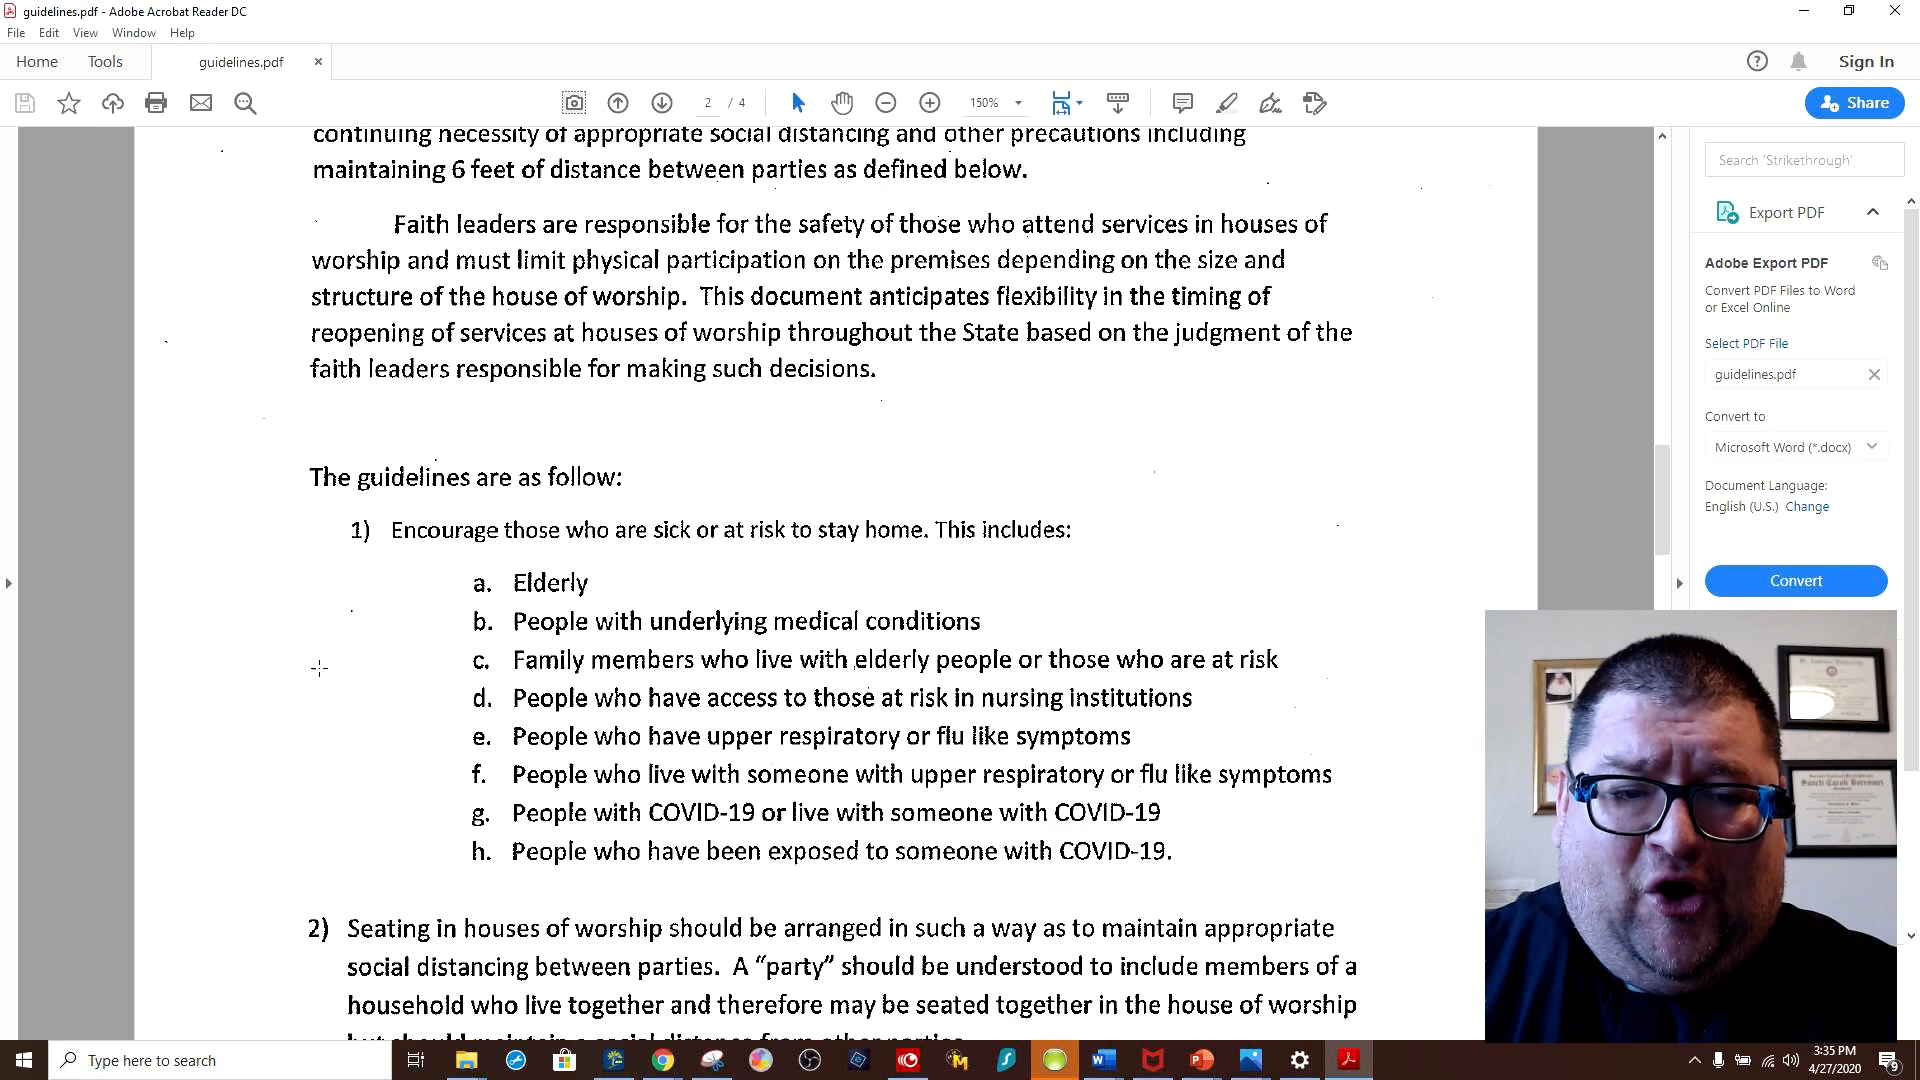 guidelines.pdf - Adobe Acrobat Reader DC
File Edit View Window Help
Home Tools guidelines.pdf × Sign In
2 / 4 150% Share
continuing necessity of appropriate social distancing and other precautions including
maintaining 6 feet of distance between parties as defined below.
Faith leaders are responsible for the safety of those who attend services in houses of
worship and must limit physical participation on the premises depending on the size and
structure of the house of worship. This document anticipates flexibility in the timing of
reopening of services at houses of worship throughout the State based on the judgment of the
faith leaders responsible for making such decisions.
The guidelines are as follow:
1) Encourage those who are sick or at risk to stay home. This includes:
a. Elderly
b. People with underlying medical conditions
c. Family members who live with elderly people or those who are at risk
d. People who have access to those at risk in nursing institutions
e. People who have upper respiratory or flu like symptoms
f. People who live with someone with upper respiratory or flu like symptoms
g. People with COVID-19 or live with someone with COVID-19
h. People who have been exposed to someone with COVID-19.
2) Seating in houses of worship should be arranged in such a way as to maintain appropriate
social distancing between parties. A “party” should be understood to include members of a
household who live together and therefore may be seated together in the house of worship
but should maintain a social distance from other parties.
Search 'Strikethrough'
Export PDF
Adobe Export PDF
Convert PDF Files to Word
or Excel Online
Select PDF File
guidelines.pdf
Convert to
Microsoft Word (*.docx)
Document Language:
English (U.S.) Change
Convert
Type here to search
3:35 PM
4/27/2020
9